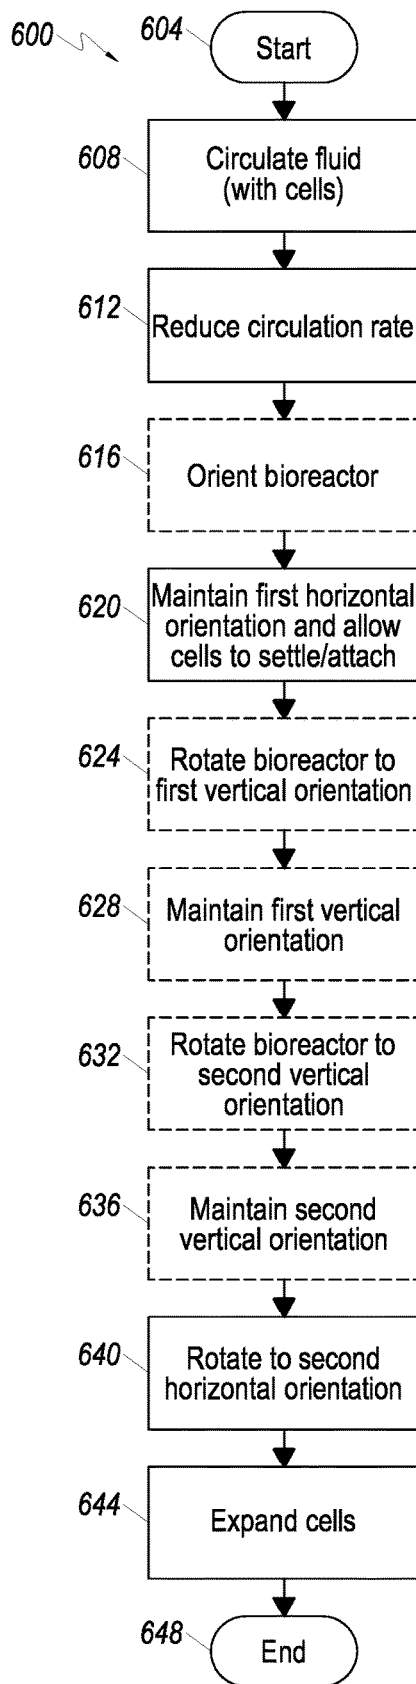 600
604
Start
608
Circulate fluid
(with cells)
612
Reduce circulation rate
616
Orient bioreactor
620
Maintain first horizontal
orientation and allow
cells to settle/attach
624
Rotate bioreactor to
first vertical orientation
628
Maintain first vertical
orientation
632
Rotate bioreactor to
second vertical
orientation
636
Maintain second
vertical orientation
640
Rotate to second
horizontal orientation
644
Expand cells
648
End